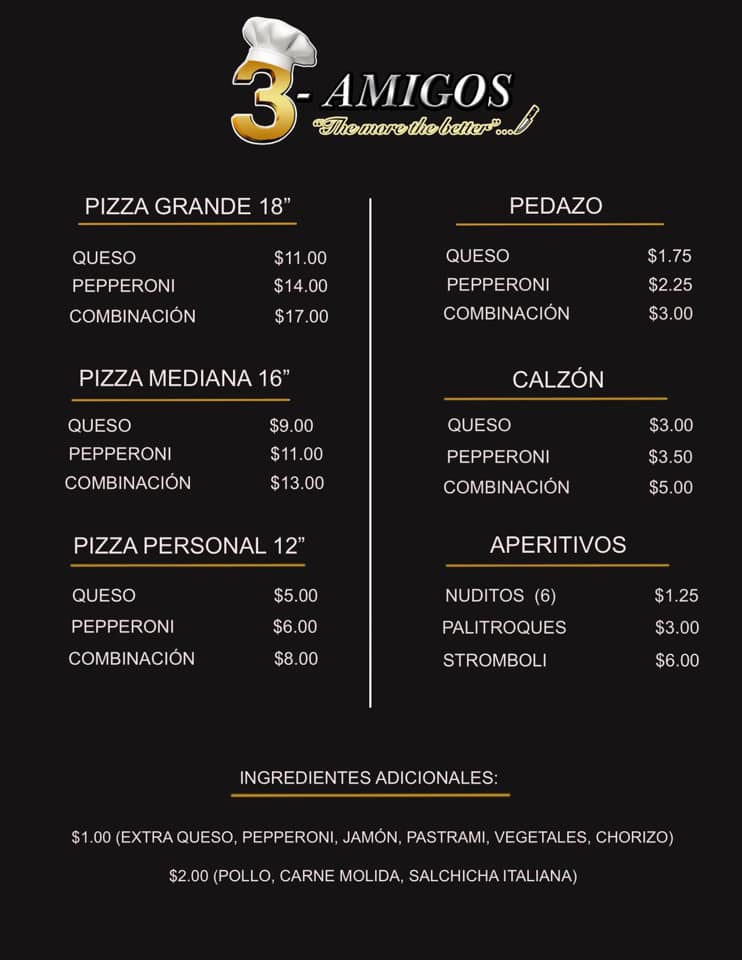 3- AMIGOS
"The more the better"...
PIZZA GRANDE 18”
QUESO $11.00
PEPPERONI $14.00
COMBINACIÓN $17.00
PIZZA MEDIANA 16”
QUESO $9.00
PEPPERONI $11.00
COMBINACIÓN $13.00
PIZZA PERSONAL 12”
QUESO $5.00
PEPPERONI $6.00
COMBINACIÓN $8.00
PEDAZO
QUESO $1.75
PEPPERONI $2.25
COMBINACIÓN $3.00
CALZÓN
QUESO $3.00
PEPPERONI $3.50
COMBINACIÓN $5.00
APERITIVOS
NUDITOS (6) $1.25
PALITROQUES $3.00
STROMBOLI $6.00
INGREDIENTES ADICIONALES:
$1.00 (EXTRA QUESO, PEPPERONI, JAMÓN, PASTRAMI, VEGETALES, CHORIZO)
$2.00 (POLLO, CARNE MOLIDA, SALCHICHA ITALIANA)